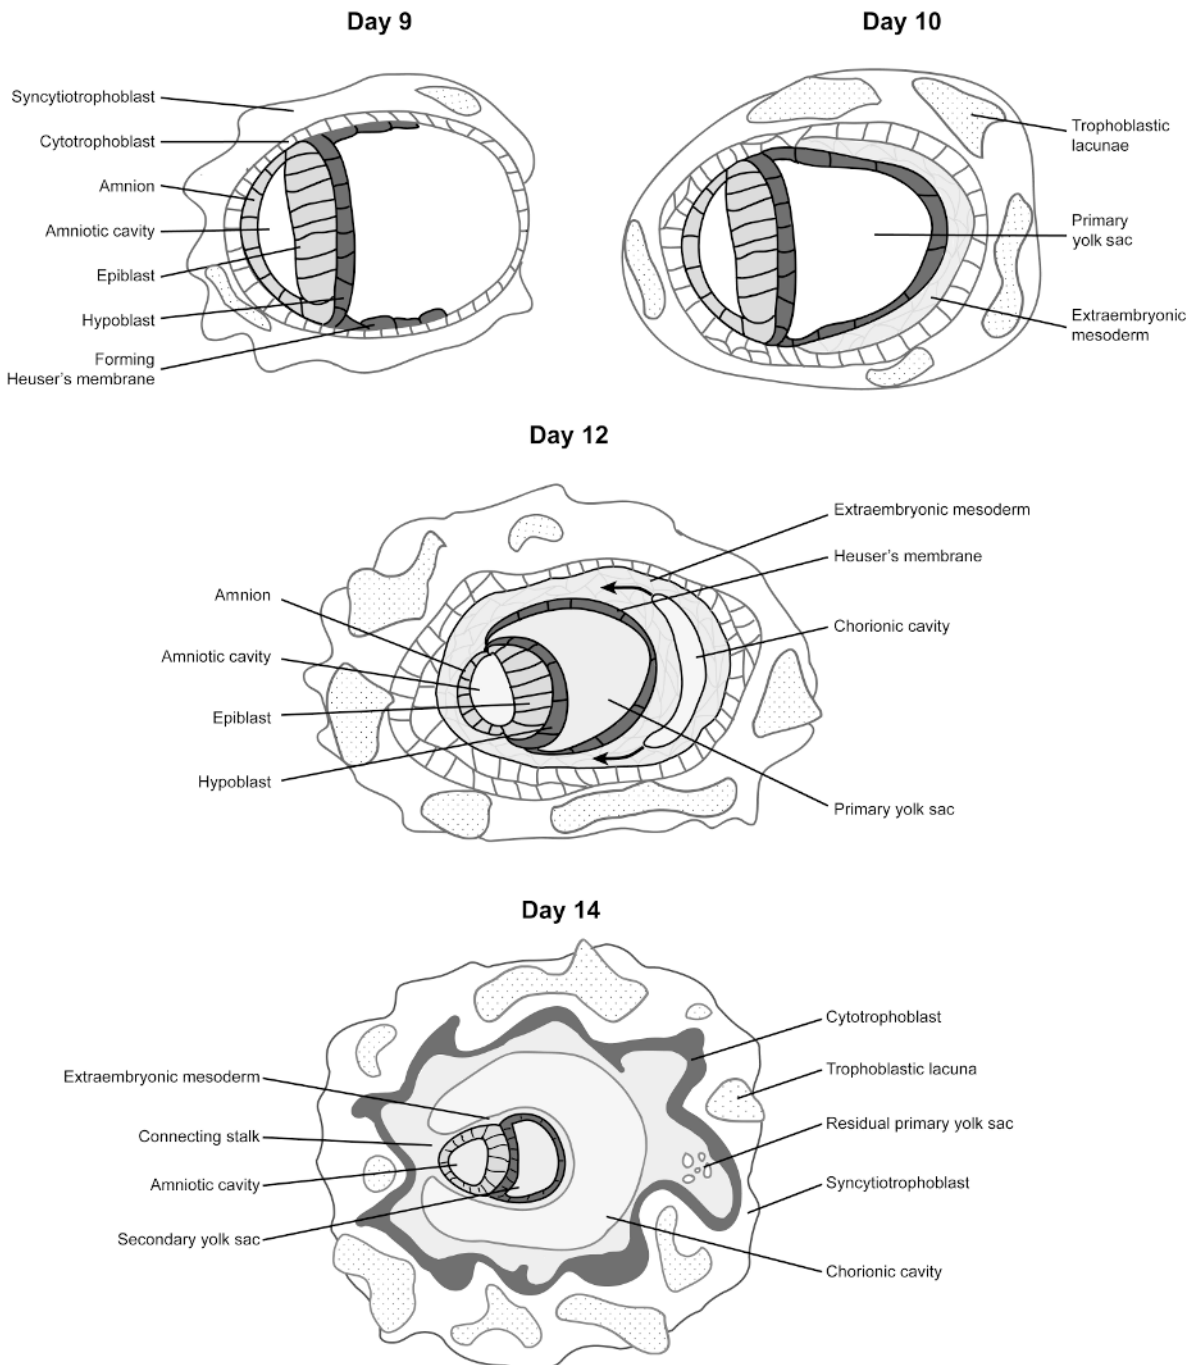 Day 9
Syncytiotrophoblast
Cytotrophoblast
Amnion
Amniotic cavity
Epiblast
Hypoblast
Forming
Heuser's membrane
Day 10
Trophoblastic
lacunae
Primary
yolk sac
Extraembryonic
mesoderm
Day 12
Amnion
Amniotic cavity
Epiblast
Hypoblast
Extraembryonic mesoderm
Heuser's membrane
Chorionic cavity
Primary yolk sac
Day 14
Extraembryonic mesoderm
Connecting stalk
Amniotic cavity
Secondary yolk sac
Cytotrophoblast
Trophoblastic lacuna
Residual primary yolk sac
Syncytiotrophoblast
Chorionic cavity